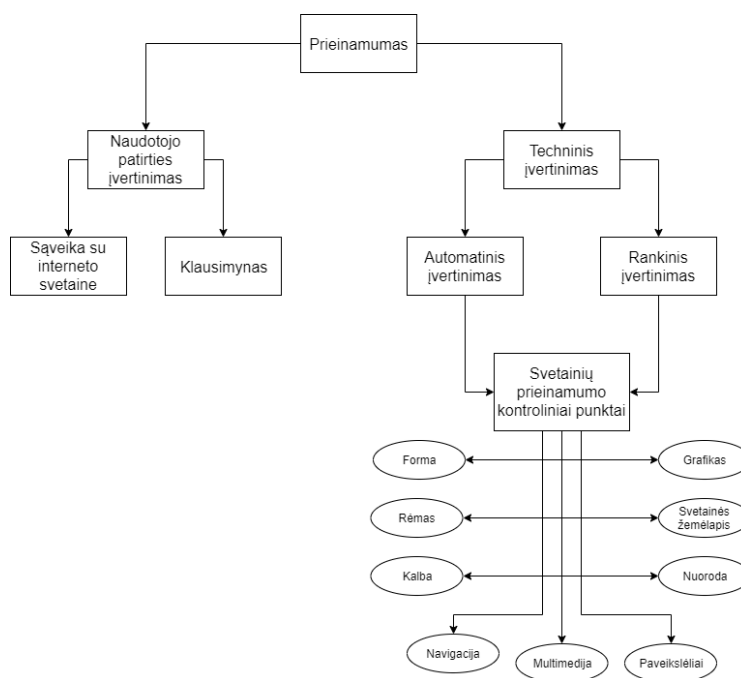 Prieinamumas
Naudotojo
patirties
įvertinimas
Techninis
įvertinimas
Sąveika su
interneto
svetaine
Klausimynas
Automatinis
įvertinimas
Rankinis
įvertinimas
Svetainių
prieinamumo
kontroliniai punktai
Forma
Grafikas
Rėmas
Svetainės
žemėlapis
Kalba
Nuoroda
Navigacija
Multimedija
Paveikslėliai